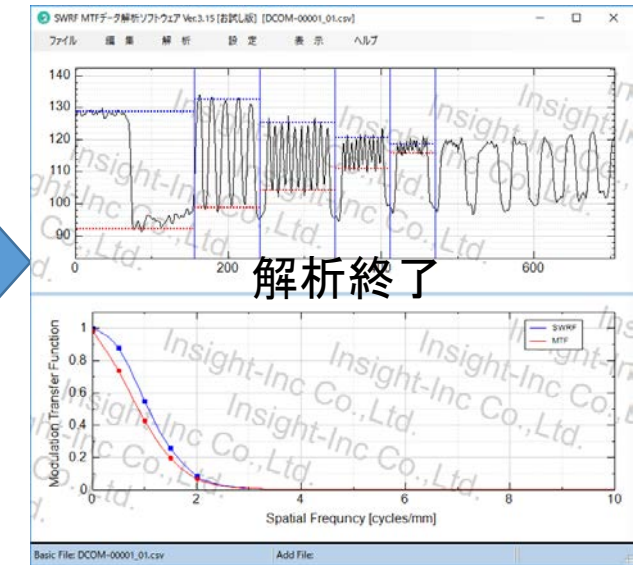 SWRF MTFデータ解析ソフトウェア Ver.3.15 [お試し版] [DCOM-00001_01.csv]
ファイル 編 集 解 析 設 定 表 示 ヘルプ
140
130
120
110
100
90
0 200 400 600
解析終了
Modulation Transfer Function
1
0.8
0.6
0.4
0.2
0
0 2 4 6 8 10
SWRF
MTF
Spatial Frequncy [cycles/mm]
Insight-Inc Co.,Ltd.
Basic File: DCOM-00001_01.csv Add File: